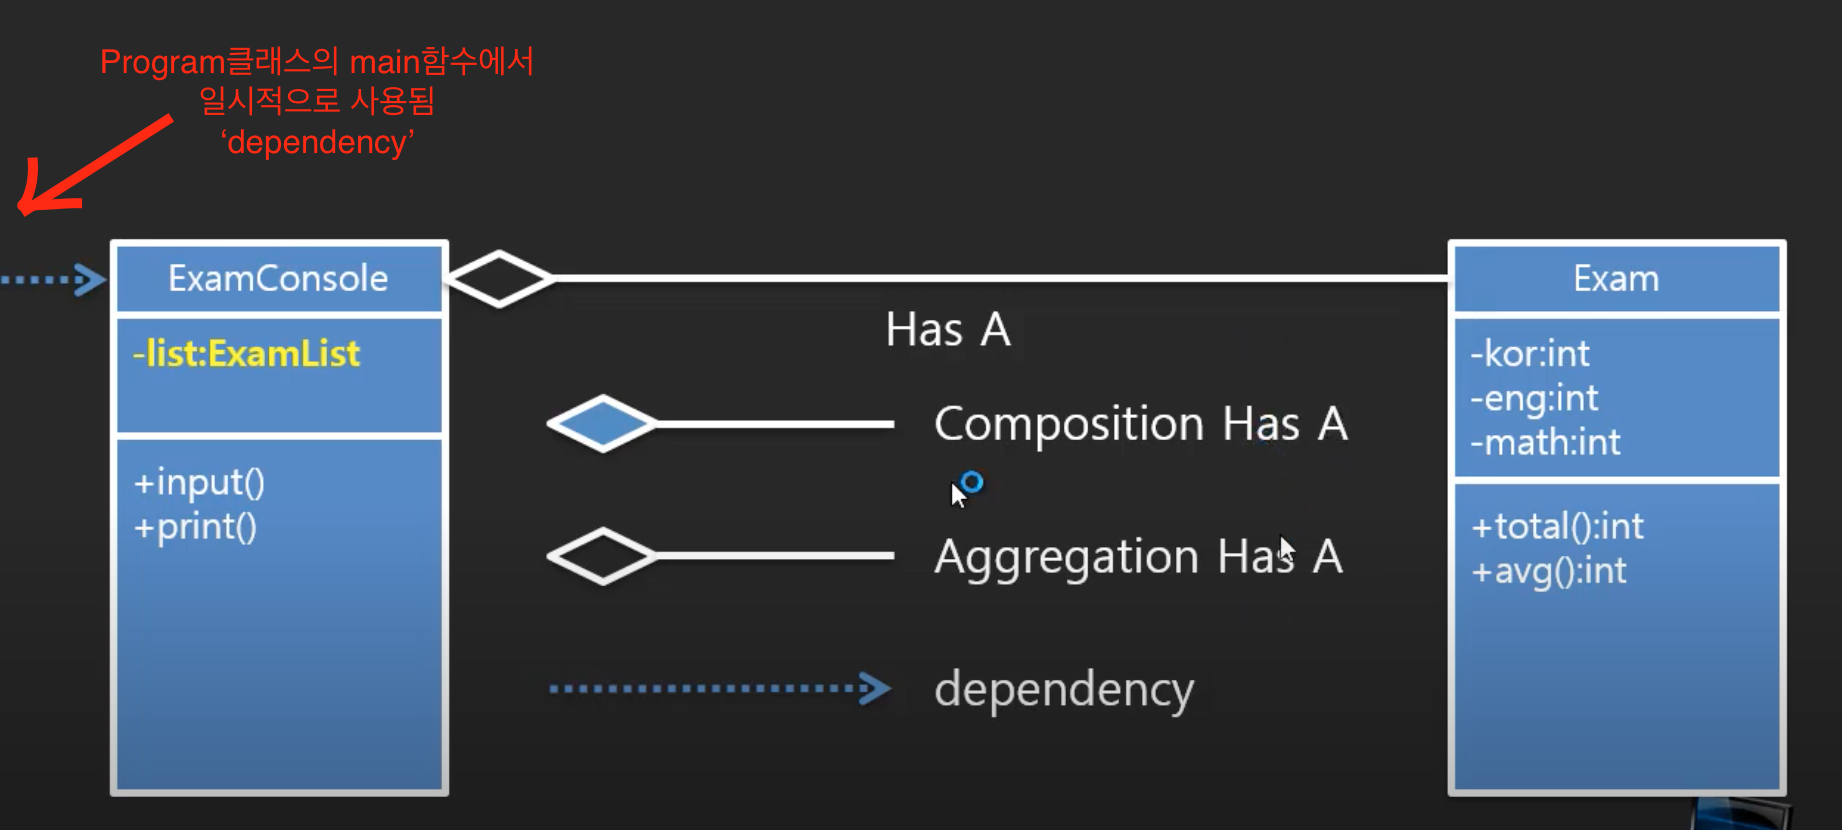 Program클래스의 main함수에서
일시적으로 사용됨
‘dependency’
ExamConsole
-list:ExamList
+input()
+print()
Has A
Composition Has A
Aggregation Has A
dependency
Exam
-kor:int
-eng:int
-math:int
+total():int
+avg():int